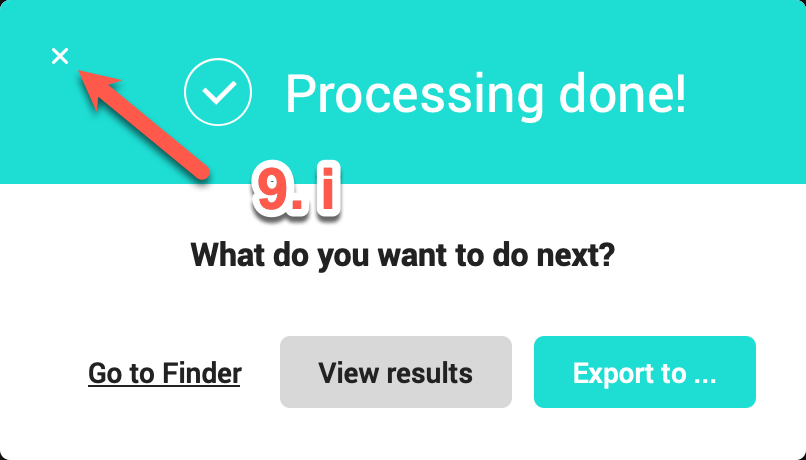 Processing done!
9. i
What do you want to do next?
Go to Finder
View results
Export to ...